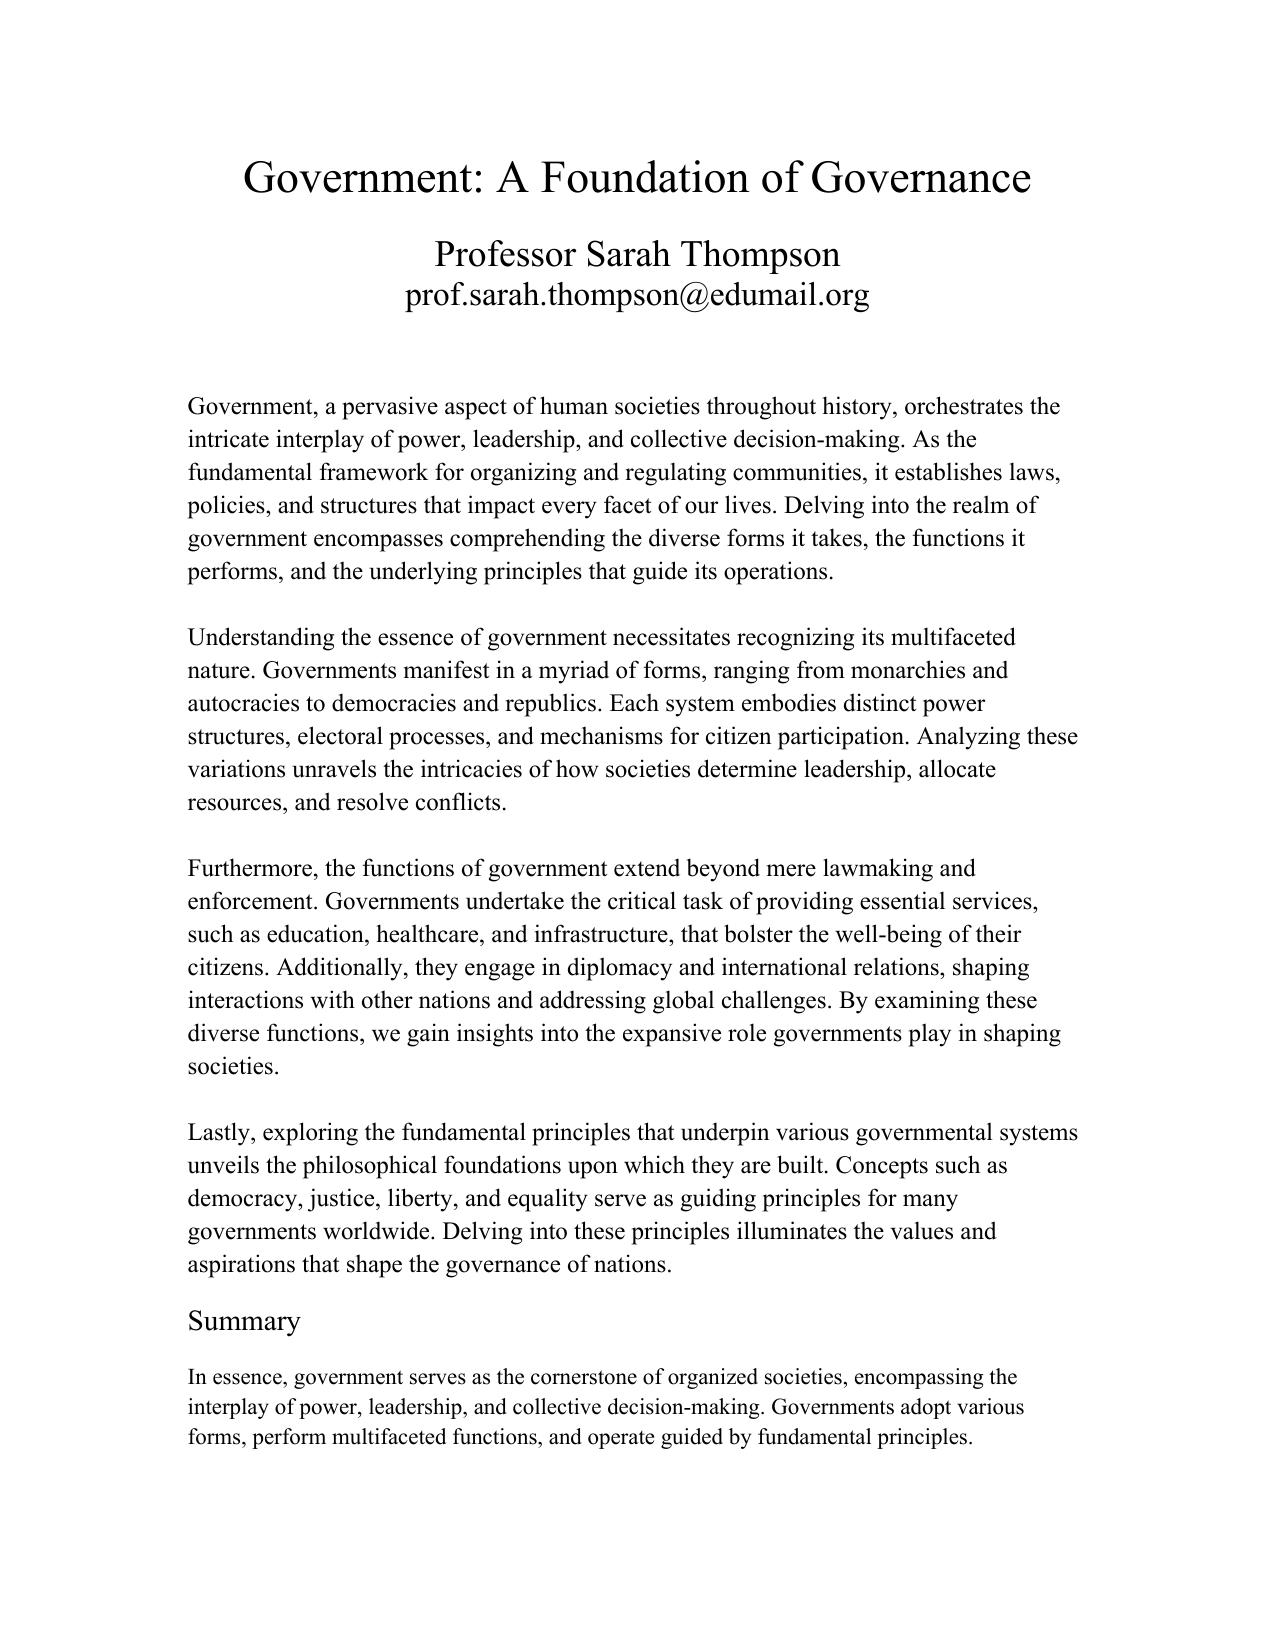 Government: A Foundation of Governance
Professor Sarah Thompson
prof.sarah.thompson@edumail.org
Government, a pervasive aspect of human societies throughout history, orchestrates the
intricate interplay of power, leadership, and collective decision-making. As the
fundamental framework for organizing and regulating communities, it establishes laws,
policies, and structures that impact every facet of our lives. Delving into the realm of
government encompasses comprehending the diverse forms it takes, the functions it
performs, and the underlying principles that guide its operations.
Understanding the essence of government necessitates recognizing its multifaceted
nature. Governments manifest in a myriad of forms, ranging from monarchies and
autocracies to democracies and republics. Each system embodies distinct power
structures, electoral processes, and mechanisms for citizen participation. Analyzing these
variations unravels the intricacies of how societies determine leadership, allocate
resources, and resolve conflicts.
Furthermore, the functions of government extend beyond mere lawmaking and
enforcement. Governments undertake the critical task of providing essential services,
such as education, healthcare, and infrastructure, that bolster the well-being of their
citizens. Additionally, they engage in diplomacy and international relations, shaping
interactions with other nations and addressing global challenges. By examining these
diverse functions, we gain insights into the expansive role governments play in shaping
societies.
Lastly, exploring the fundamental principles that underpin various governmental systems
unveils the philosophical foundations upon which they are built. Concepts such as
democracy, justice, liberty, and equality serve as guiding principles for many
governments worldwide. Delving into these principles illuminates the values and
aspirations that shape the governance of nations.
Summary
In essence, government serves as the cornerstone of organized societies, encompassing the
interplay of power, leadership, and collective decision-making. Governments adopt various
forms, perform multifaceted functions, and operate guided by fundamental principles.